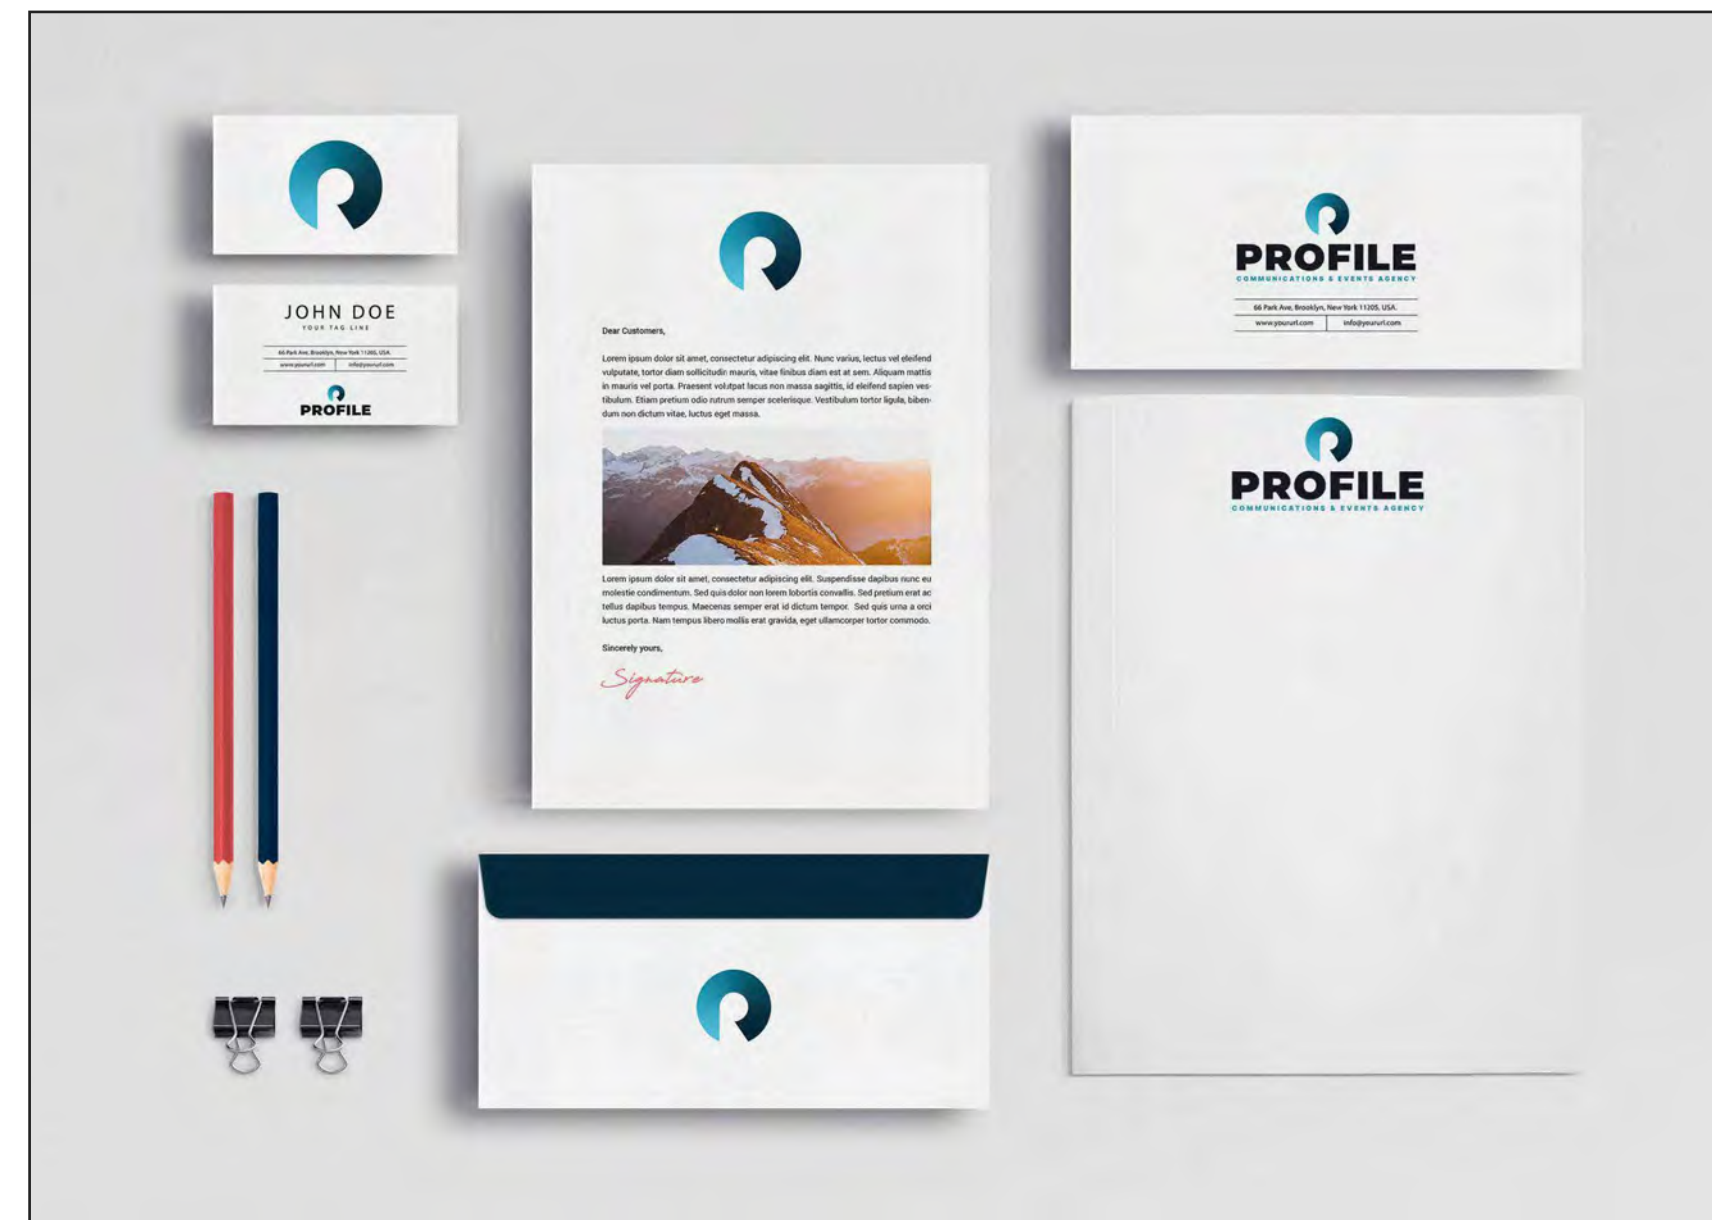 JOHN DOE
YOUR TAG LINE
66 Park Ave, Brooklyn, New York 11205, USA.
www.yoururl.com info@yoururl.com
PROFILE
Dear Customers,
Lorem ipsum dolor sit amet, consectetur adipiscing elit. Nunc varius, lectus vel eleifend
vulputate, tortor diam sollicitudin mauris, vitae finibus diam est at sem. Aliquam mattis
in mauris vel porta. Praesent volutpat lacus non massa sagittis, id eleifend sapien ves-
tibulum. Etiam pretium odio rutrum semper scelerisque. Vestibulum tortor ligula, biben-
dum non dictum vitae, luctus eget massa.
Lorem ipsum dolor sit amet, consectetur adipiscing elit. Suspendisse dapibus nunc eu
molestie condimentum. Sed quis dolor non lorem lobortis convallis. Sed pretium erat ac
tellus dapibus tempus. Maecenas semper erat id dictum tempor. Sed quis urna a orci
luctus porta. Nam tempus libero mollis erat gravida, eget ullamcorper tortor commodo.
Sincerely yours,
Signature
PROFILE
COMMUNICATIONS & EVENTS AGENCY
66 Park Ave, Brooklyn, New York 11205, USA.
www.yoururl.com info@yoururl.com
PROFILE
COMMUNICATIONS & EVENTS AGENCY